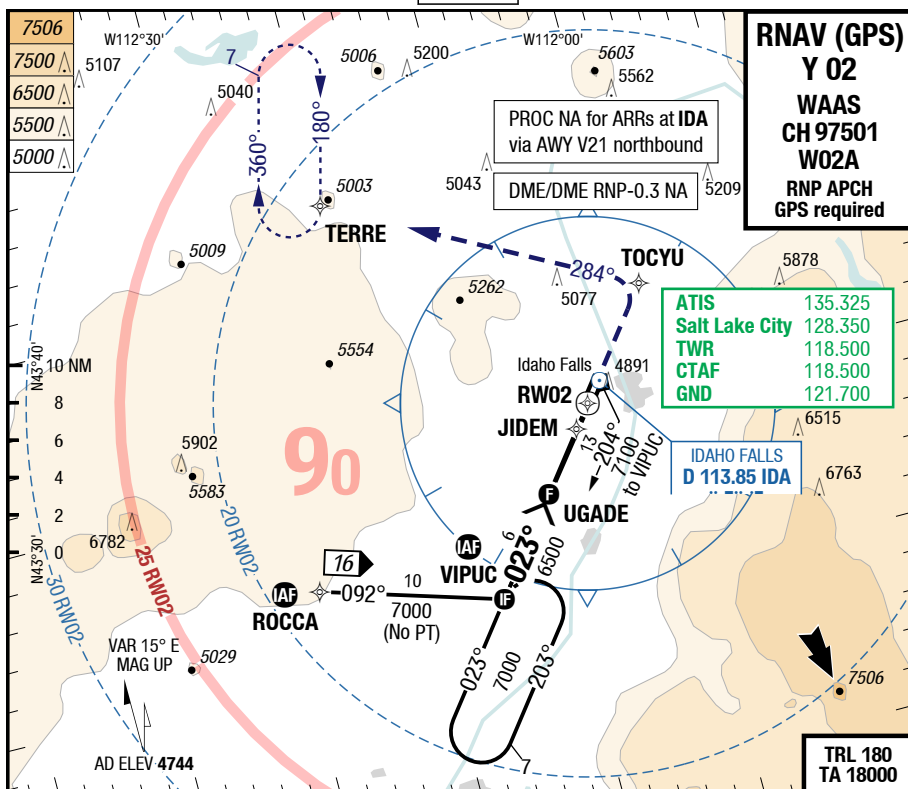 7506
7500
6500
5500
5000
W112°30'
W112°00'
RNAV (GPS)
Y 02
WAAS
CH 97501
W02A
RNP APCH
GPS required
5107
7
5040
5006
5200
5603
5562
PROC NA for ARRs at IDA
via AWY V21 northbound
DME/DME RNP-0.3 NA
360°
180°
5003
5043
5209
TERRE
5009
284°
TOCYU
5077
5878
5262
ATIS 135.325
Salt Lake City 128.350
TWR 118.500
CTAF 118.500
GND 121.700
N43°40'
10 NM
8
6
4
2
0
N43°30'
5554
Idaho Falls
4891
RW02
JIDEM
13
204°
7100
to VIPUC
6515
IDAHO FALLS
D 113.85 IDA
6763
5902
5583
90
6782
F
UGADE
6
023°
6500
IAF
VIPUC
16
IAF
ROCCA
092°
10
7000
(No PT)
IF
20 RW02
25 RW02
30 RW02
023°
7000
203°
7
VAR 15° E
MAG UP
5029
7506
AD ELEV 4744
TRL 180
TA 18000